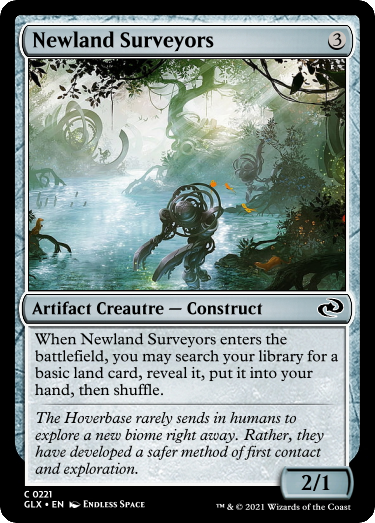 Newland Surveyors 3
Artifact Creautre — Construct
When Newland Surveyors enters the
battlefield, you may search your library for a
basic land card, reveal it, put it into your
hand, then shuffle.
The Hoverbase rarely sends in humans to
explore a new biome right away. Rather, they
have developed a safer method of first contact
and exploration.
2/1
C 0221
GLX • EN Endless Space
™ & © 2021 Wizards of the Coast